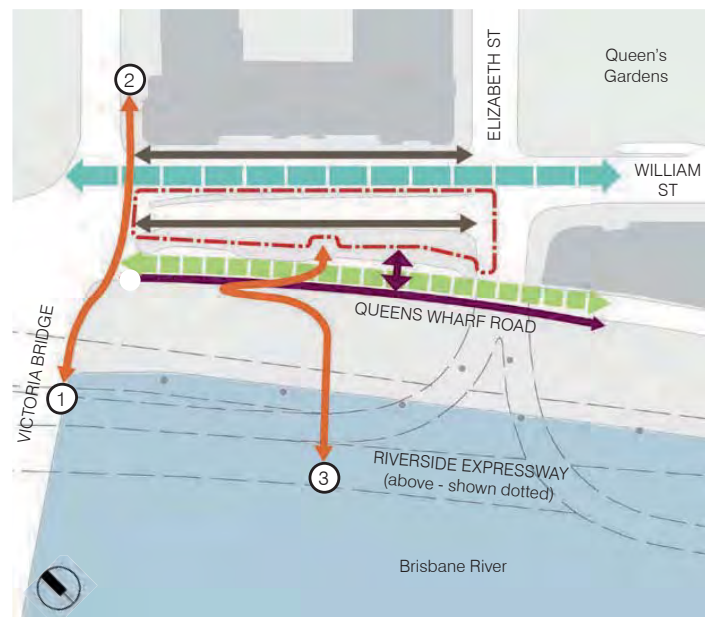 2
ELIZABETH ST
Queen's
Gardens
WILLIAM
ST
QUEENS WHARF ROAD
VICTORIA BRIDGE
1
3
RIVERSIDE EXPRESSWAY
(above - shown dotted)
Brisbane River